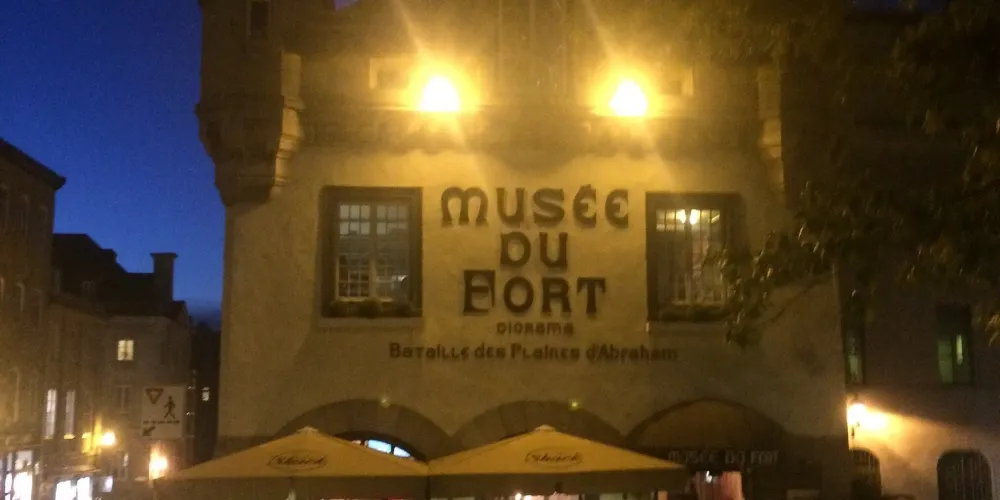 MUSÉE
DU
FORT
DIORAMA
BATAILLE DES PLAINES D'ABRAHAM
MUSÉE DU FORT